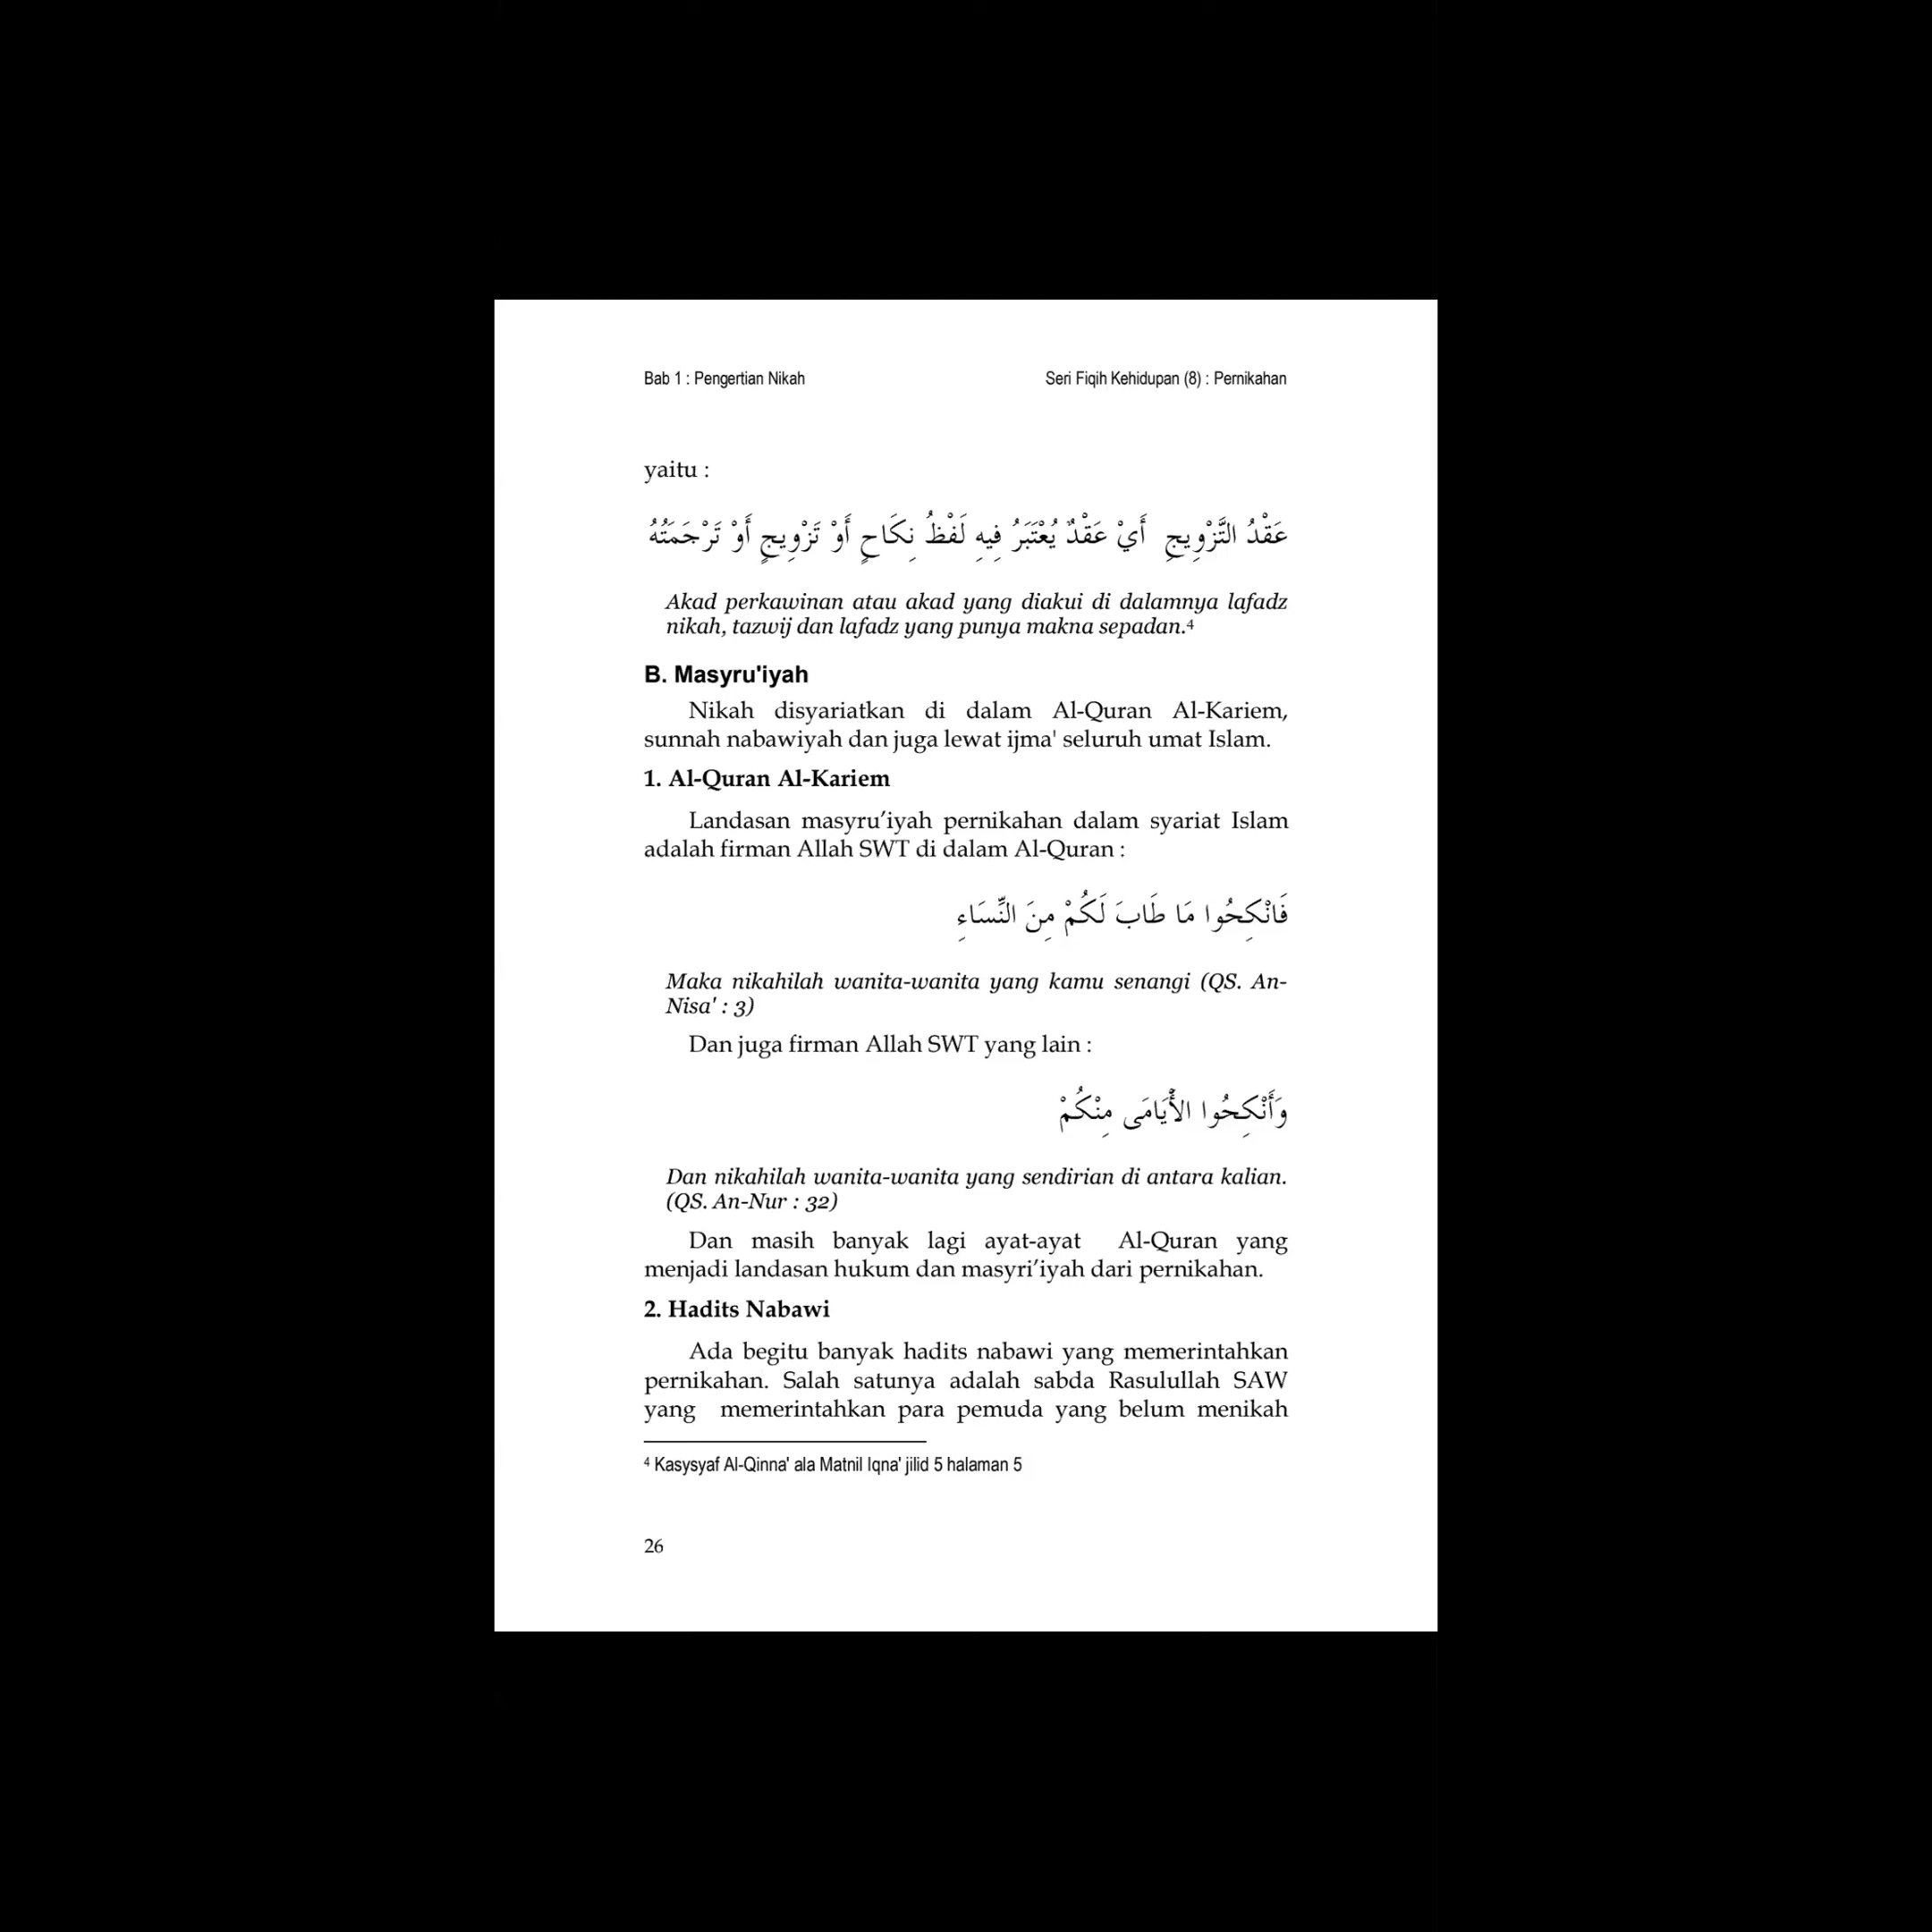 Bab 1 : Pengertian Nikah Seri Fiqih Kehidupan (8) : Pernikahan
yaitu :
عَقْدُ التَّزْوِيجِ أَيْ عَقْدٌ يُعْتَبَرُ فِيهِ لَفْظُ نِكَاحٍ أَوْ تَزْوِيجٍ أَوْ تَرْجَمَتُهُ
Akad perkawinan atau akad yang diakui di dalamnya lafadz
nikah, tazwij dan lafadz yang punya makna sepadan.⁴
B. Masyru'iyah
Nikah disyariatkan di dalam Al-Quran Al-Kariem,
sunnah nabawiyah dan juga lewat ijma' seluruh umat Islam.
1. Al-Quran Al-Kariem
Landasan masyru’iyah pernikahan dalam syariat Islam
adalah firman Allah SWT di dalam Al-Quran :
فَانْكِحُوا مَا طَابَ لَكُمْ مِنَ النِّسَاءِ
Maka nikahilah wanita-wanita yang kamu senangi (QS. An-
Nisa' : 3)
Dan juga firman Allah SWT yang lain :
وَأَنْكِحُوا الأَيَامَى مِنْكُمْ
Dan nikahilah wanita-wanita yang sendirian di antara kalian.
(QS. An-Nur : 32)
Dan masih banyak lagi ayat-ayat Al-Quran yang
menjadi landasan hukum dan masyri’iyah dari pernikahan.
2. Hadits Nabawi
Ada begitu banyak hadits nabawi yang memerintahkan
pernikahan. Salah satunya adalah sabda Rasulullah SAW
yang memerintahkan para pemuda yang belum menikah
⁴ Kasysyaf Al-Qinna' ala Matnil Iqna' jilid 5 halaman 5
26